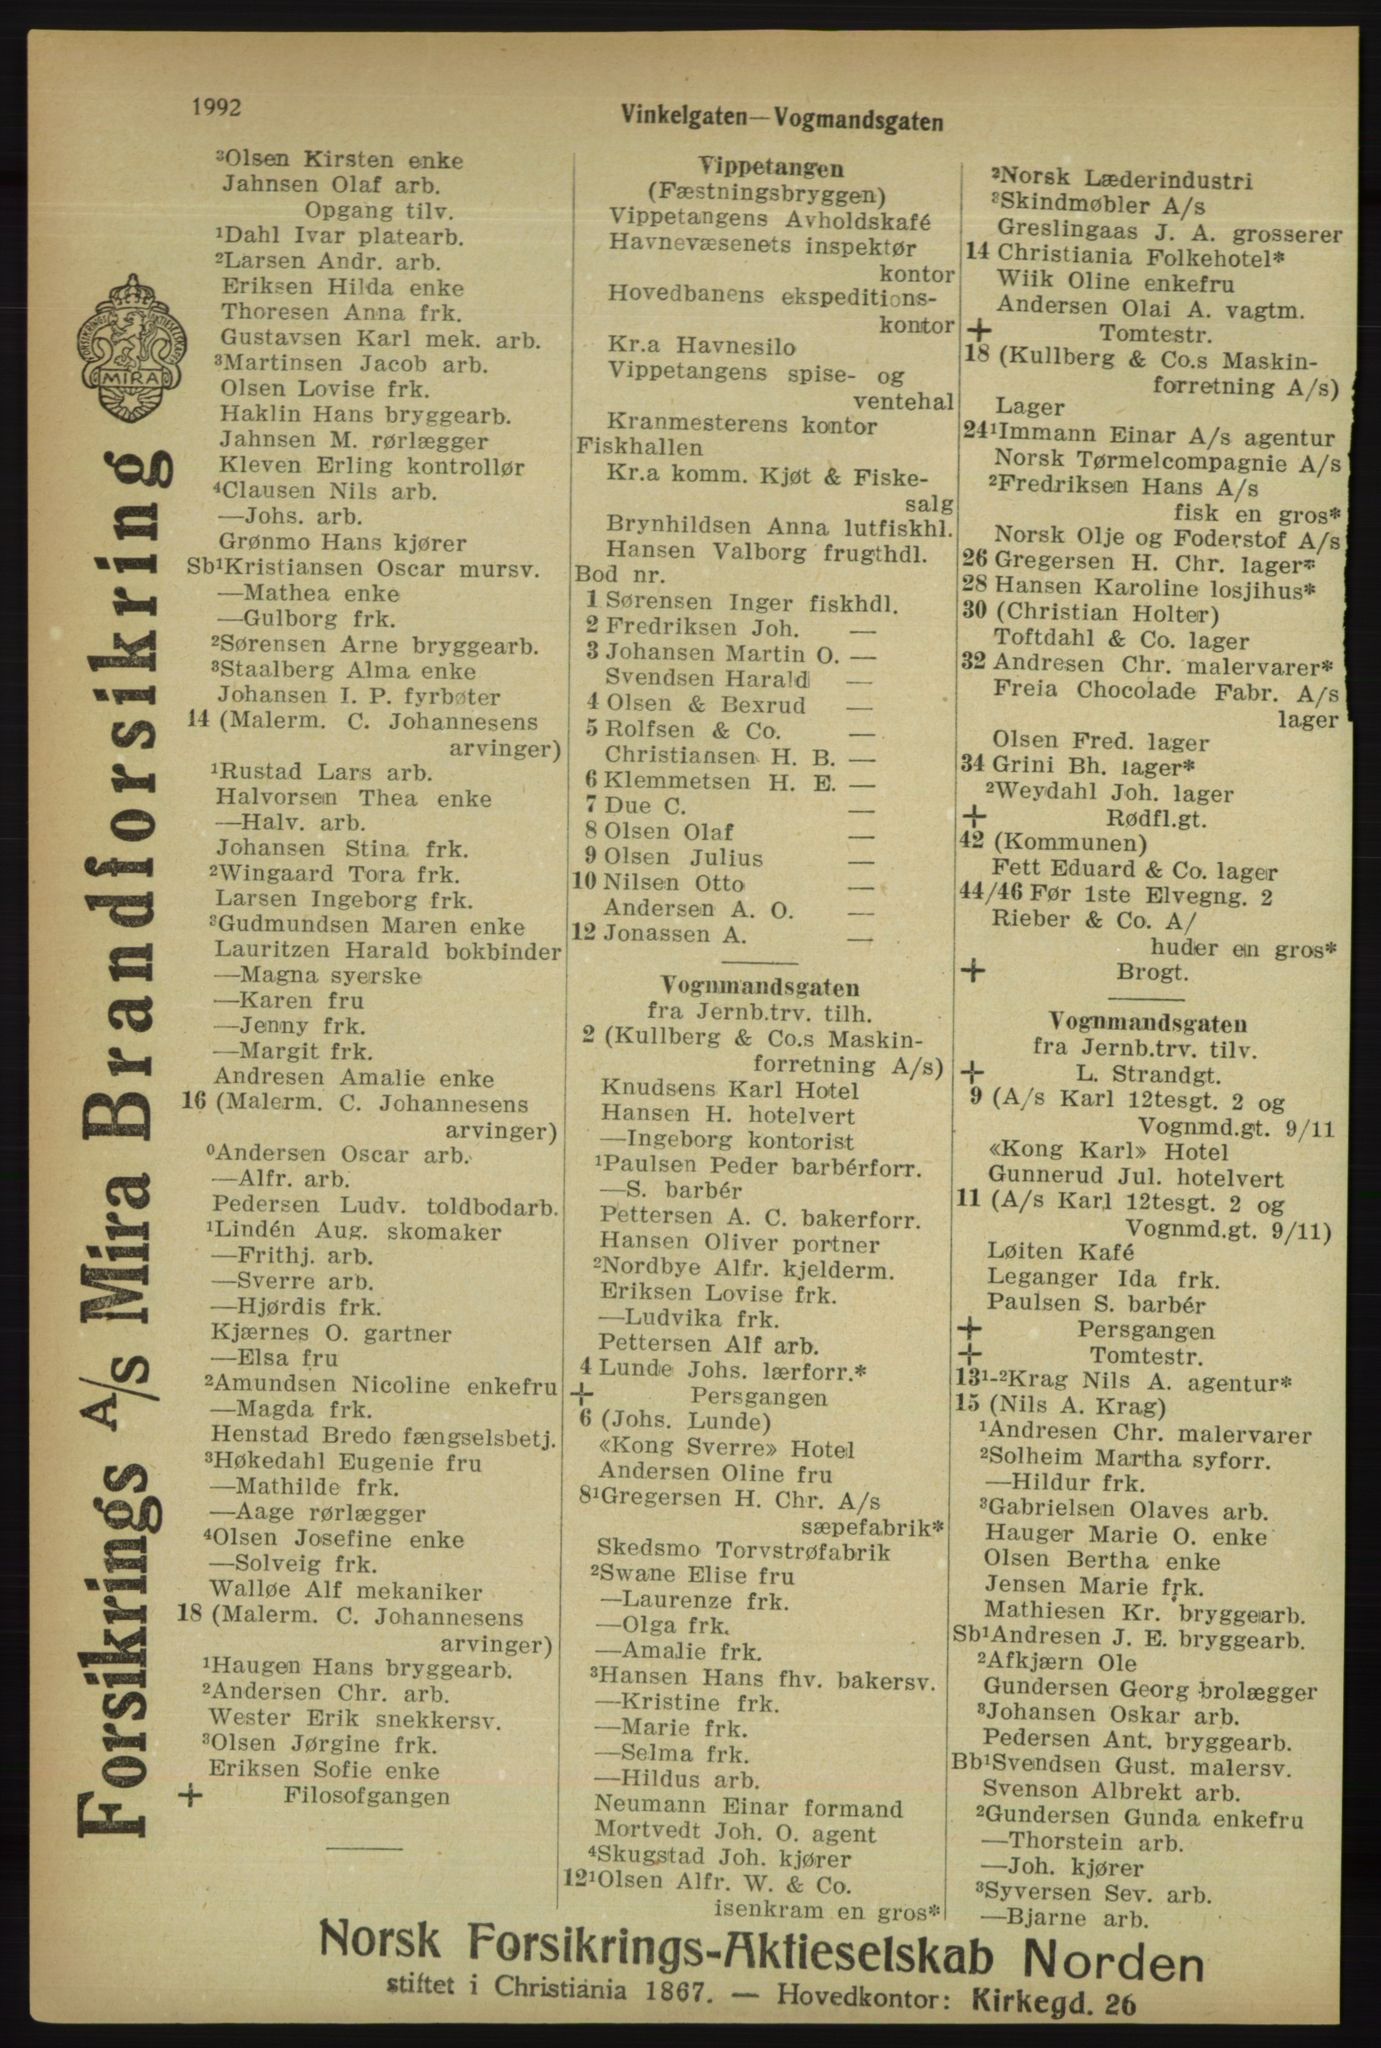 1992
Vinkelgaten—Vogmandsgaten
³Olsen Kirsten enke
Jahnsen Olaf arb.
Opgang tilv.
¹Dahl Ivar platearb.
²Larsen Andr. arb.
Eriksen Hilda enke
Thoresen Anna frk.
Gustavsen Karl mek. arb.
³Martinsen Jacob arb.
Olsen Lovise frk.
Haklin Hans bryggearb.
Jahnsen M. rørlægger
Kleven Erling kontrollør
⁴Clausen Nils arb.
—Johs. arb.
Grønmo Hans kjører
Sb¹Kristiansen Oscar mursv.
—Mathea enke
—Gulborg frk.
²Sørensen Arne bryggearb.
³Staalberg Alma enke
Johansen I. P. fyrbøter
14 (Malerm. C. Johannesens
arvinger)
¹Rustad Lars arb.
Halvorsen Thea enke
—Halv. arb.
Johansen Stina frk.
²Wingaard Tora frk.
Larsen Ingeborg frk.
³Gudmundsen Maren enke
Lauritzen Harald bokbinder
—Magna syerske
—Karen fru
—Jenny frk.
—Margit frk.
Andresen Amalie enke
16 (Malerm. C. Johannesens
arvinger)
⁰Andersen Oscar arb.
—Alfr. arb.
Pedersen Ludv. toldbodarb.
¹Lindén Aug. skomaker
—Frithj. arb.
—Sverre arb.
—Hjørdis frk.
Kjærnes O. gartner
—Elsa fru
²Amundsen Nicoline enkefru
—Magda frk.
Henstad Bredo fængselsbetj.
³Høkedahl Eugenie fru
—Mathilde frk.
—Aage rørlægger
⁴Olsen Josefine enke
—Solveig frk.
Walløe Alf mekaniker
18 (Malerm. C. Johannesens
arvinger)
¹Haugen Hans bryggearb.
²Andersen Chr. arb.
Wester Erik snekkersv.
³Olsen Jørgine frk.
Eriksen Sofie enke
+ Filosofgangen
Vippetangen
(Fæstningsbryggen)
Vippetangens Avholdskafé
Havnevæsenets inspektør
kontor
Hovedbanens ekspeditions-
kontor
Kr.a Havnesilo
Vippetangens spise- og
ventehal
Kranmesterens kontor
Fiskhallen
Kr.a komm. Kjøt & Fiske-
salg
Brynhildsen Anna lutfiskhl.
Hansen Valborg frugthdl.
Bod nr.
1 Sørensen Inger fiskhdl.
2 Fredriksen Joh. —
3 Johansen Martin O. —
Svendsen Harald —
4 Olsen & Bexrud —
5 Rolfsen & Co. —
Christiansen H. B. —
6 Klemmetsen H. E. —
7 Due C. —
8 Olsen Olaf —
9 Olsen Julius —
10 Nilsen Otto —
Andersen A. O. —
12 Jonassen A. —
Vognmandsgaten
fra Jernb.trv. tilh.
2 (Kullberg & Co.s Maskin-
forretning A/s)
Knudsens Karl Hotel
Hansen H. hotelvert
—Ingeborg kontorist
¹Paulsen Peder barbérforr.
—S. barbér
Pettersen A. C. bakerforr.
Hansen Oliver portner
²Nordbye Alfr. kjelderm.
Eriksen Lovise frk.
—Ludvika frk.
Pettersen Alf arb.
4 Lunde Johs. lærforr.*
+ Persgangen
6 (Johs. Lunde)
«Kong Sverre» Hotel
Andersen Oline fru
8¹Gregersen H. Chr. A/s
sæpefabrik*
Skedsmo Torvstrøfabrik
²Swane Elise fru
—Laurenze frk.
—Olga frk.
—Amalie frk.
³Hansen Hans fhv. bakersv.
—Kristine frk.
—Marie frk.
—Selma frk.
—Hildus arb.
Neumann Einar formand
Mortvedt Joh. O. agent
⁴Skugstad Joh. kjører
12¹Olsen Alfr. W. & Co.
isenkram en gros*
²Norsk Læderindustri
³Skindmøbler A/s
Greslingaas J. A. grosserer
14 Christiania Folkehotel*
Wiik Oline enkefru
Andersen Olai A. vagtm.
+ Tomtestr.
18 (Kullberg & Co.s Maskin-
forretning A/s)
Lager
24¹Immann Einar A/s agentur
Norsk Tørmelcompagnie A/s
²Fredriksen Hans A/s
fisk en gros*
Norsk Olje og Foderstof A/s
26 Gregersen H. Chr. lager*
28 Hansen Karoline losjihus*
30 (Christian Holter)
Toftdahl & Co. lager
32 Andresen Chr. malervarer*
Freia Chocolade Fabr. A/s
lager
Olsen Fred. lager
34 Grini Bh. lager*
²Weydahl Joh. lager
+ Rødfl.gt.
42 (Kommunen)
Fett Eduard & Co. lager
44/46 Før 1ste Elvegng. 2
Rieber & Co. A/
huder en gros*
+ Brogt.
Vognmandsgaten
fra Jernb.trv. tilv.
+ L. Strandgt.
9 (A/s Karl 12tesgt. 2 og
Vognmd.gt. 9/11
«Kong Karl» Hotel
Gunnerud Jul. hotelvert
11 (A/s Karl 12tesgt. 2 og
Vognmd.gt. 9/11)
Løiten Kafé
Leganger Ida frk.
Paulsen S. barbér
+ Persgangen
+ Tomtestr.
13¹-²Krag Nils A. agentur*
15 (Nils A. Krag)
¹Andresen Chr. malervarer
²Solheim Martha syforr.
—Hildur frk.
³Gabrielsen Olaves arb.
Hauger Marie O. enke
Olsen Bertha enke
Jensen Marie frk.
Mathiesen Kr. bryggearb.
Sb¹Andresen J. E. bryggearb.
²Afkjærn Ole
Gundersen Georg brolægger
³Johansen Oskar arb.
Pedersen Ant. bryggearb.
Bb¹Svendsen Gust. malersv.
Svenson Albrekt arb.
²Gundersen Gunda enkefru
—Thorstein arb.
—Joh. kjører
³Syversen Sev. arb.
—Bjarne arb.
MIRA
Forsikrings A/s Mira Brandforsikring
Norsk Forsikrings-Aktieselskab Norden
stiftet i Christiania 1867. — Hovedkontor: Kirkegd. 26